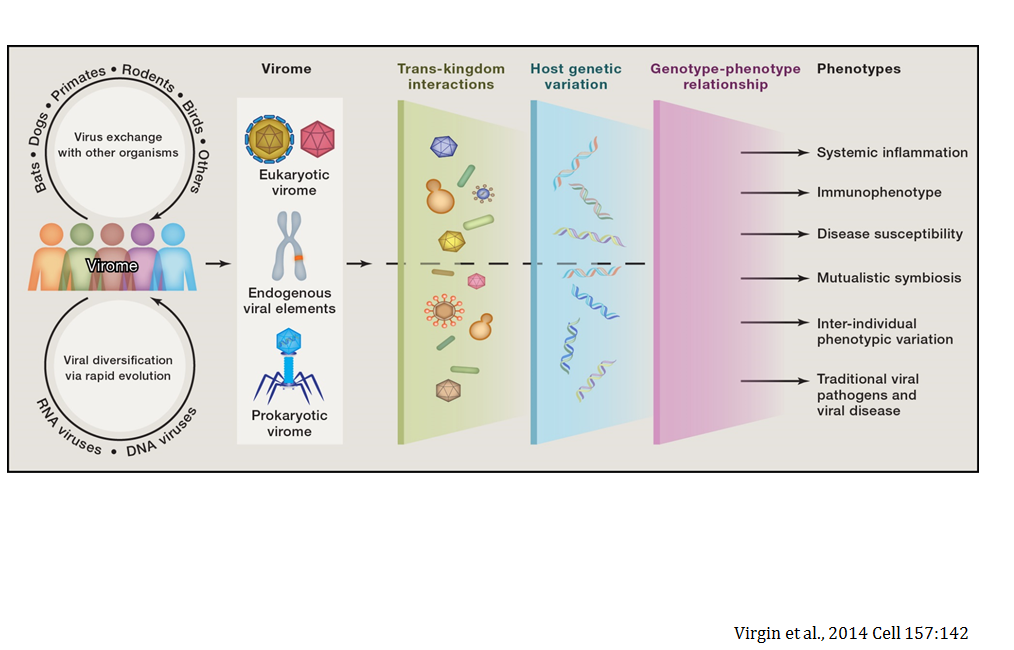 Bats • Dogs • Primates • Rodents • Birds • Others
Virus exchange
with other organisms
Virome
Viral diversification
via rapid evolution
RNA viruses • DNA viruses
Virome
Eukaryotic
virome
Endogenous
viral elements
Prokaryotic
virome
Trans-kingdom
interactions
Host genetic
variation
Genotype-phenotype
relationship
Phenotypes
Systemic inflammation
Immunophenotype
Disease susceptibility
Mutualistic symbiosis
Inter-individual
phenotypic variation
Traditional viral
pathogens and
viral disease
Virgin et al., 2014 Cell 157:142